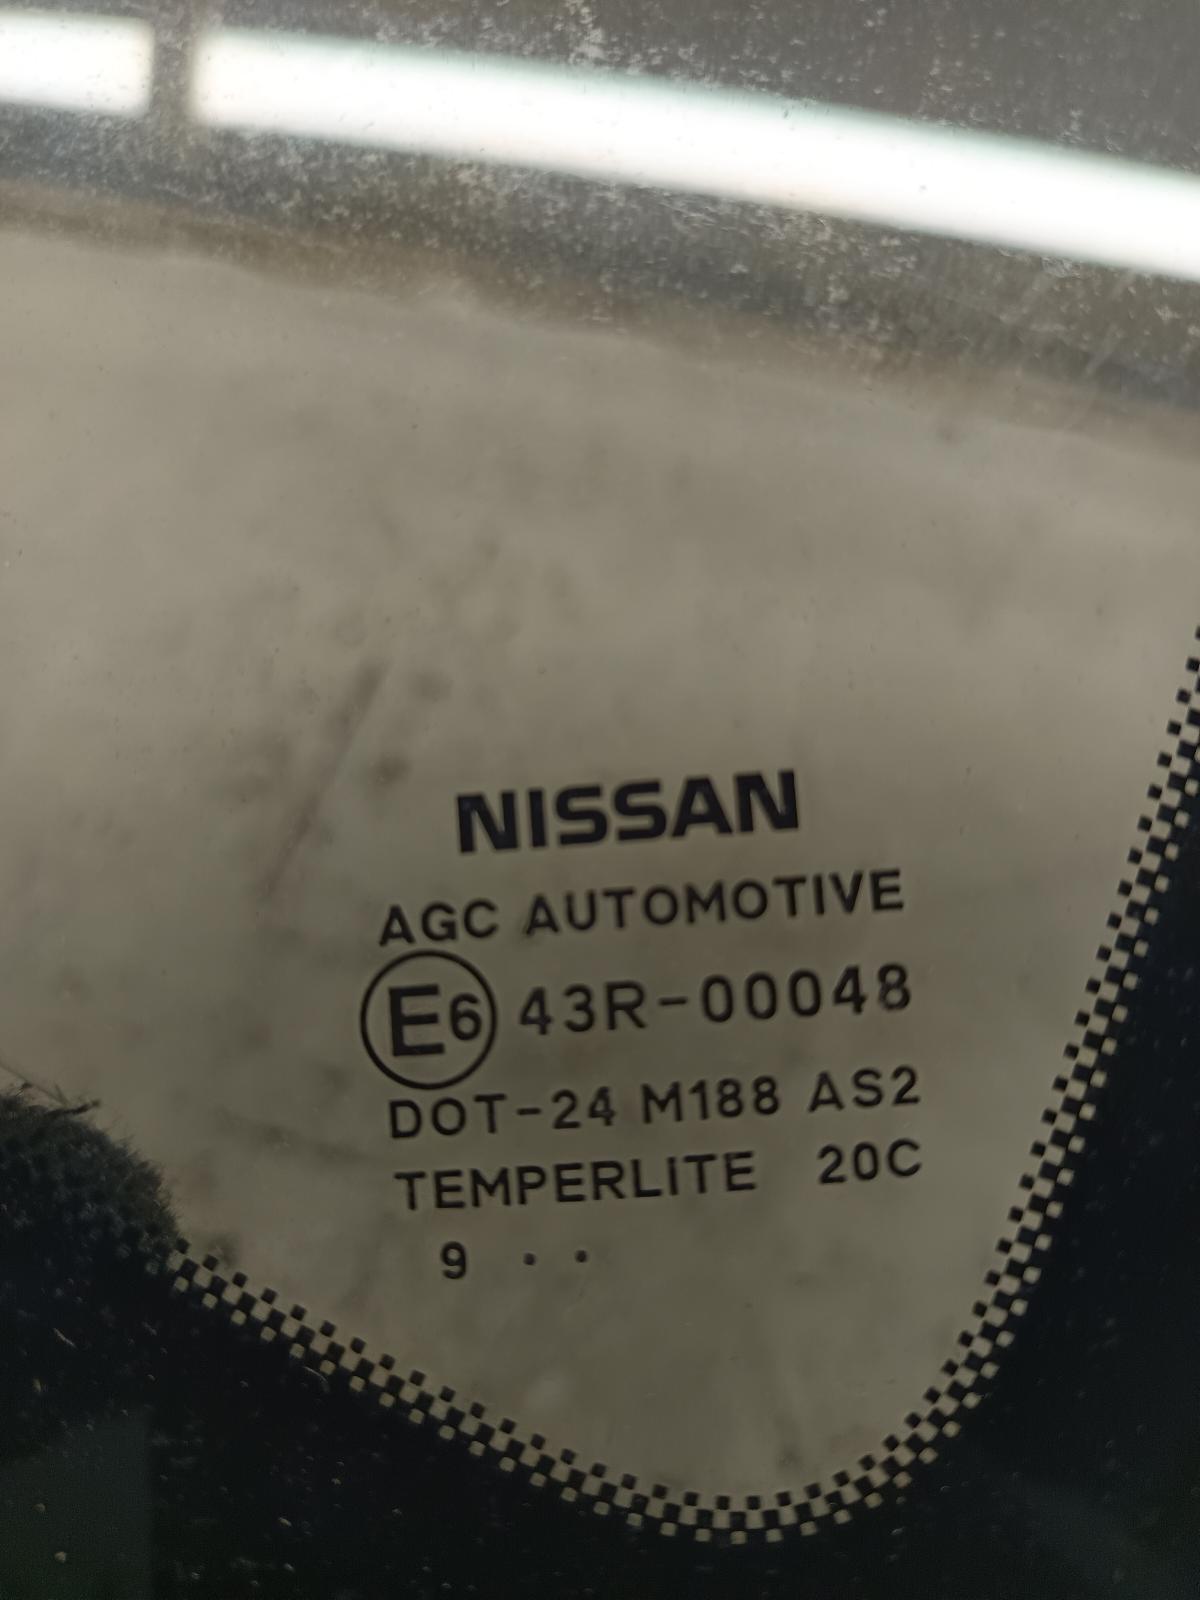 NISSAN
AGC AUTOMOTIVE
E6 43R-00048
DOT-24 M188 AS2
TEMPERLITE 20C
9 . .